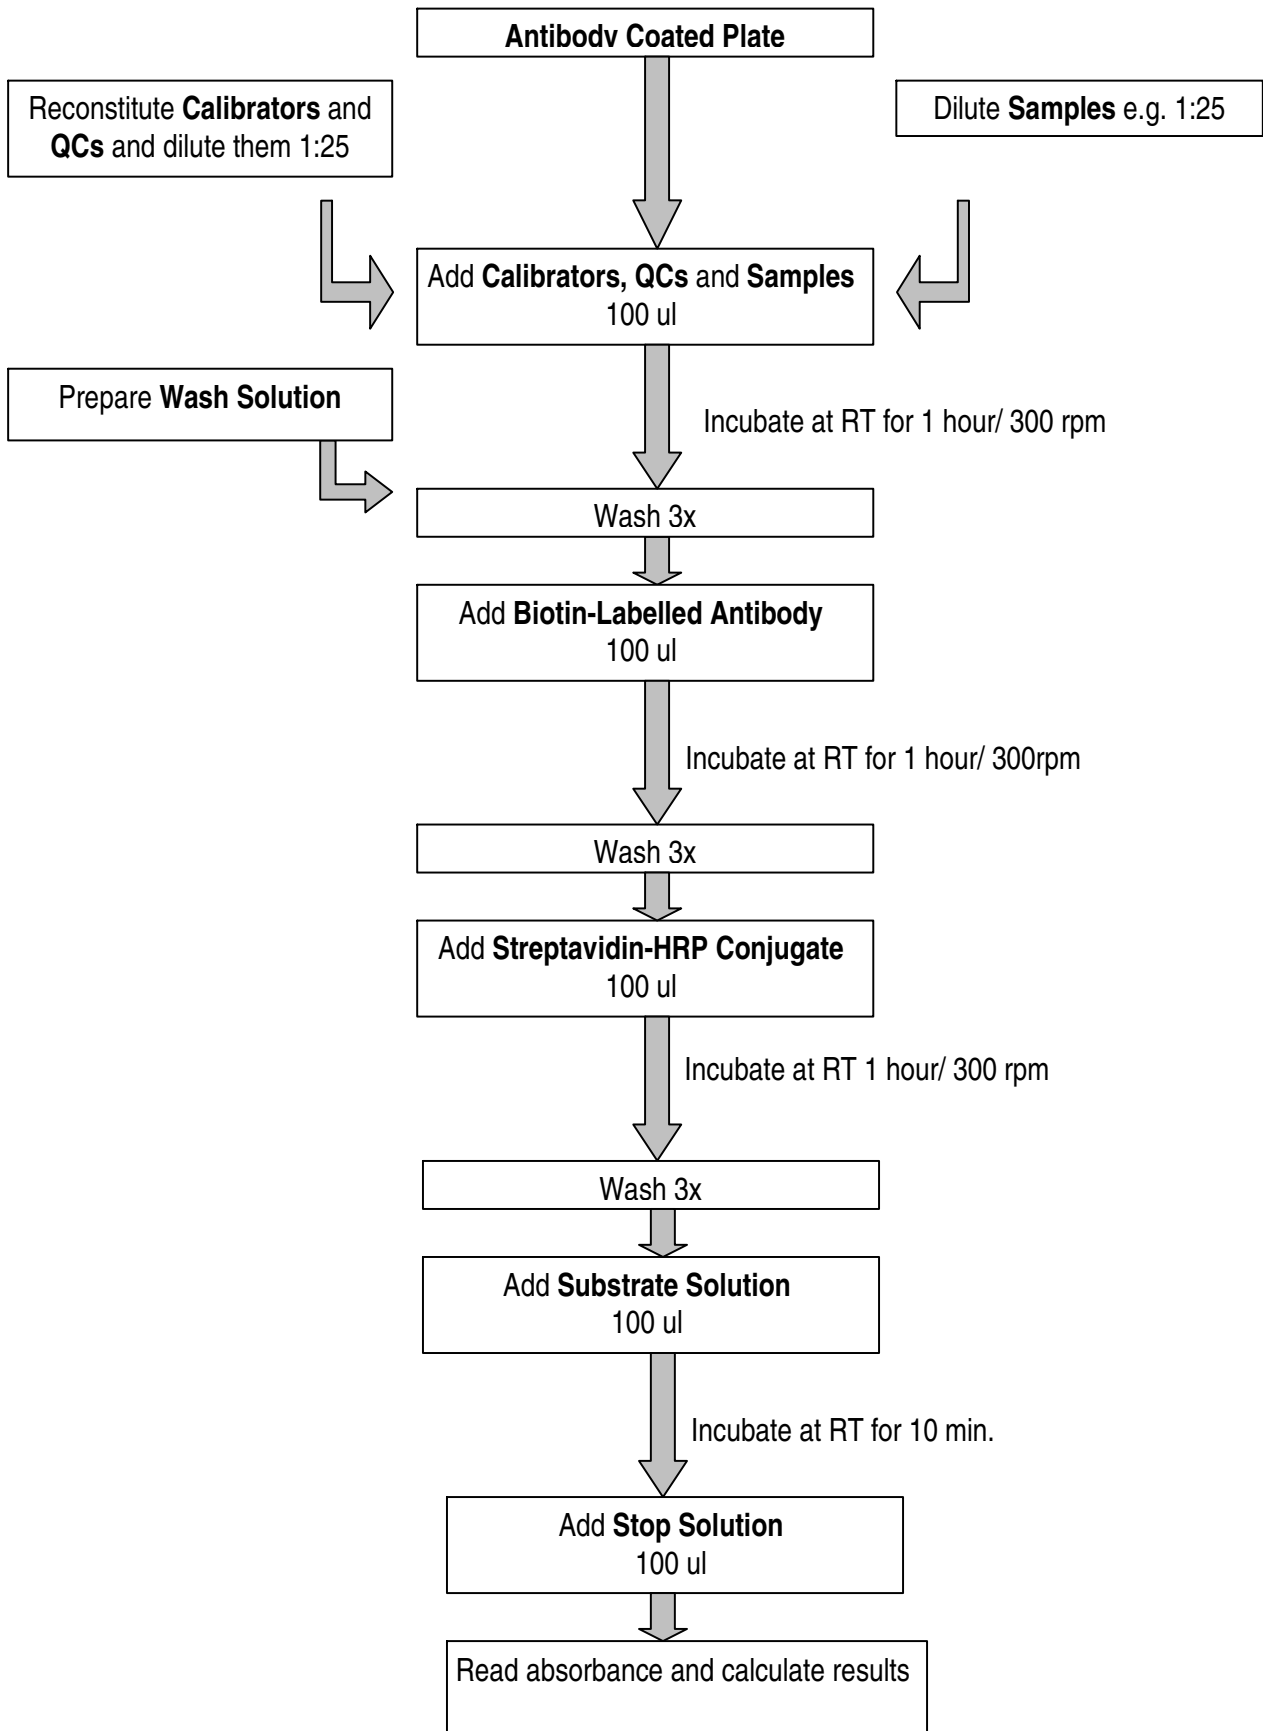 Antibodv Coated Plate
Reconstitute Calibrators and
QCs and dilute them 1:25
Dilute Samples e.g. 1:25
Add Calibrators, QCs and Samples
100 ul
Prepare Wash Solution
Incubate at RT for 1 hour/ 300 rpm
Wash 3x
Add Biotin-Labelled Antibody
100 ul
Incubate at RT for 1 hour/ 300rpm
Wash 3x
Add Streptavidin-HRP Conjugate
100 ul
Incubate at RT 1 hour/ 300 rpm
Wash 3x
Add Substrate Solution
100 ul
Incubate at RT for 10 min.
Add Stop Solution
100 ul
Read absorbance and calculate results